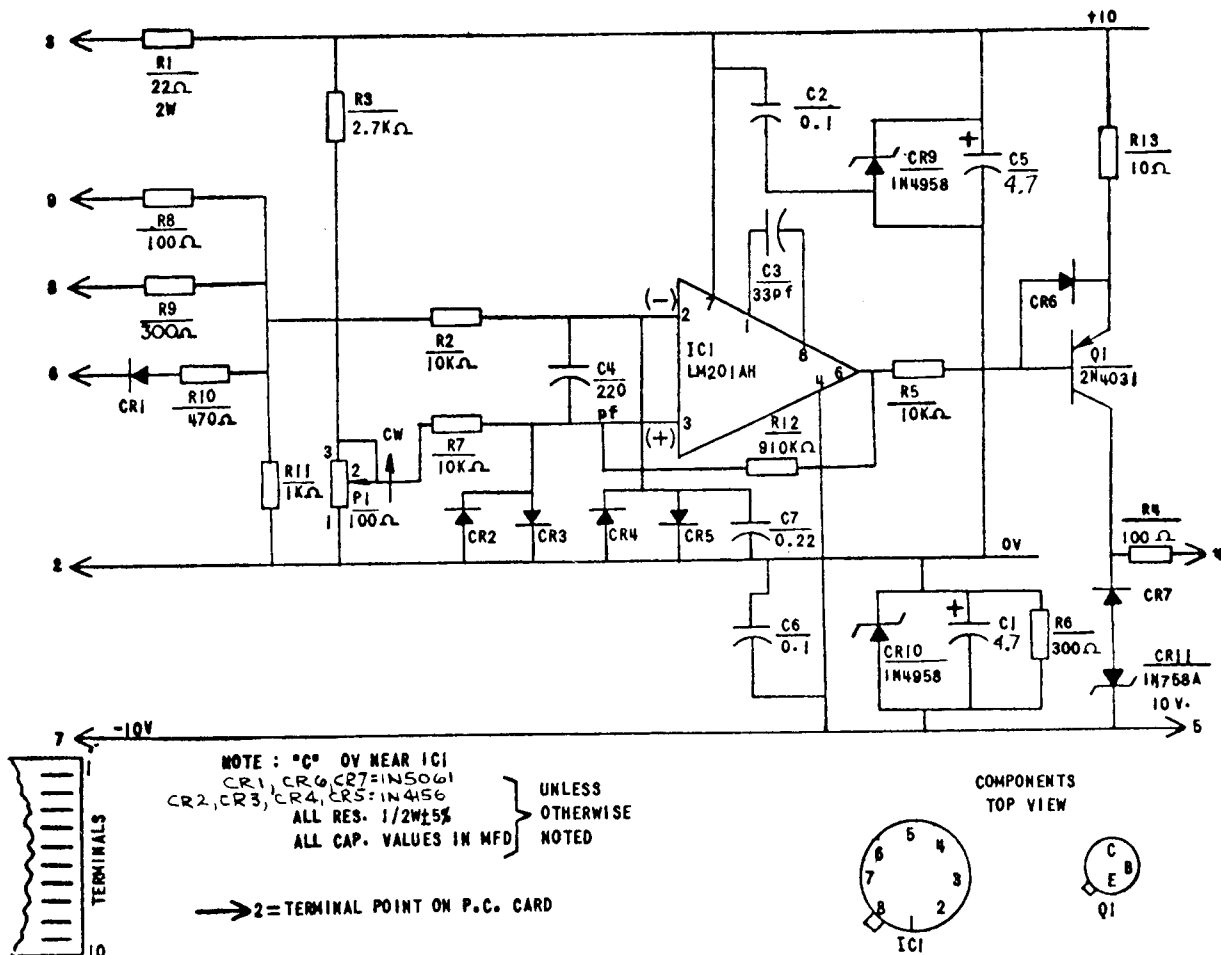 +10
3
R1
22Ω
2W
R3
2.7KΩ
C2
0.1
CR9
1N4958
+
C5
4.7
R13
10Ω
9
R8
100Ω
8
R9
300Ω
C3
33pf
CR6
(-)
2
7
1
8
IC1
LM201AH
R2
10KΩ
C4
220
pf
4
6
R5
10KΩ
Q1
2N4031
6
CR1
R10
470Ω
CW
3
(+)
R12
910KΩ
R7
10KΩ
R11
1KΩ
3
2
1
P1
100Ω
CR2
CR3
CR4
CR5
C7
0.22
R4
100Ω
2
0V
CR7
C6
0.1
CR10
1N4958
+
C1
4.7
R6
300Ω
CR11
1N758A
10 V.
7
-10V
5
NOTE : "C" OV NEAR IC1
CR1, CR6, CR7=1N5061
CR2, CR3, CR4, CR5=1N4156
ALL RES. 1/2W±5%
ALL CAP. VALUES IN MFD
UNLESS
OTHERWISE
NOTED
1
TERMINALS
10
2=TERMINAL POINT ON P.C. CARD
COMPONENTS
TOP VIEW
5
6
4
7
3
8
2
IC1
C
B
E
Q1